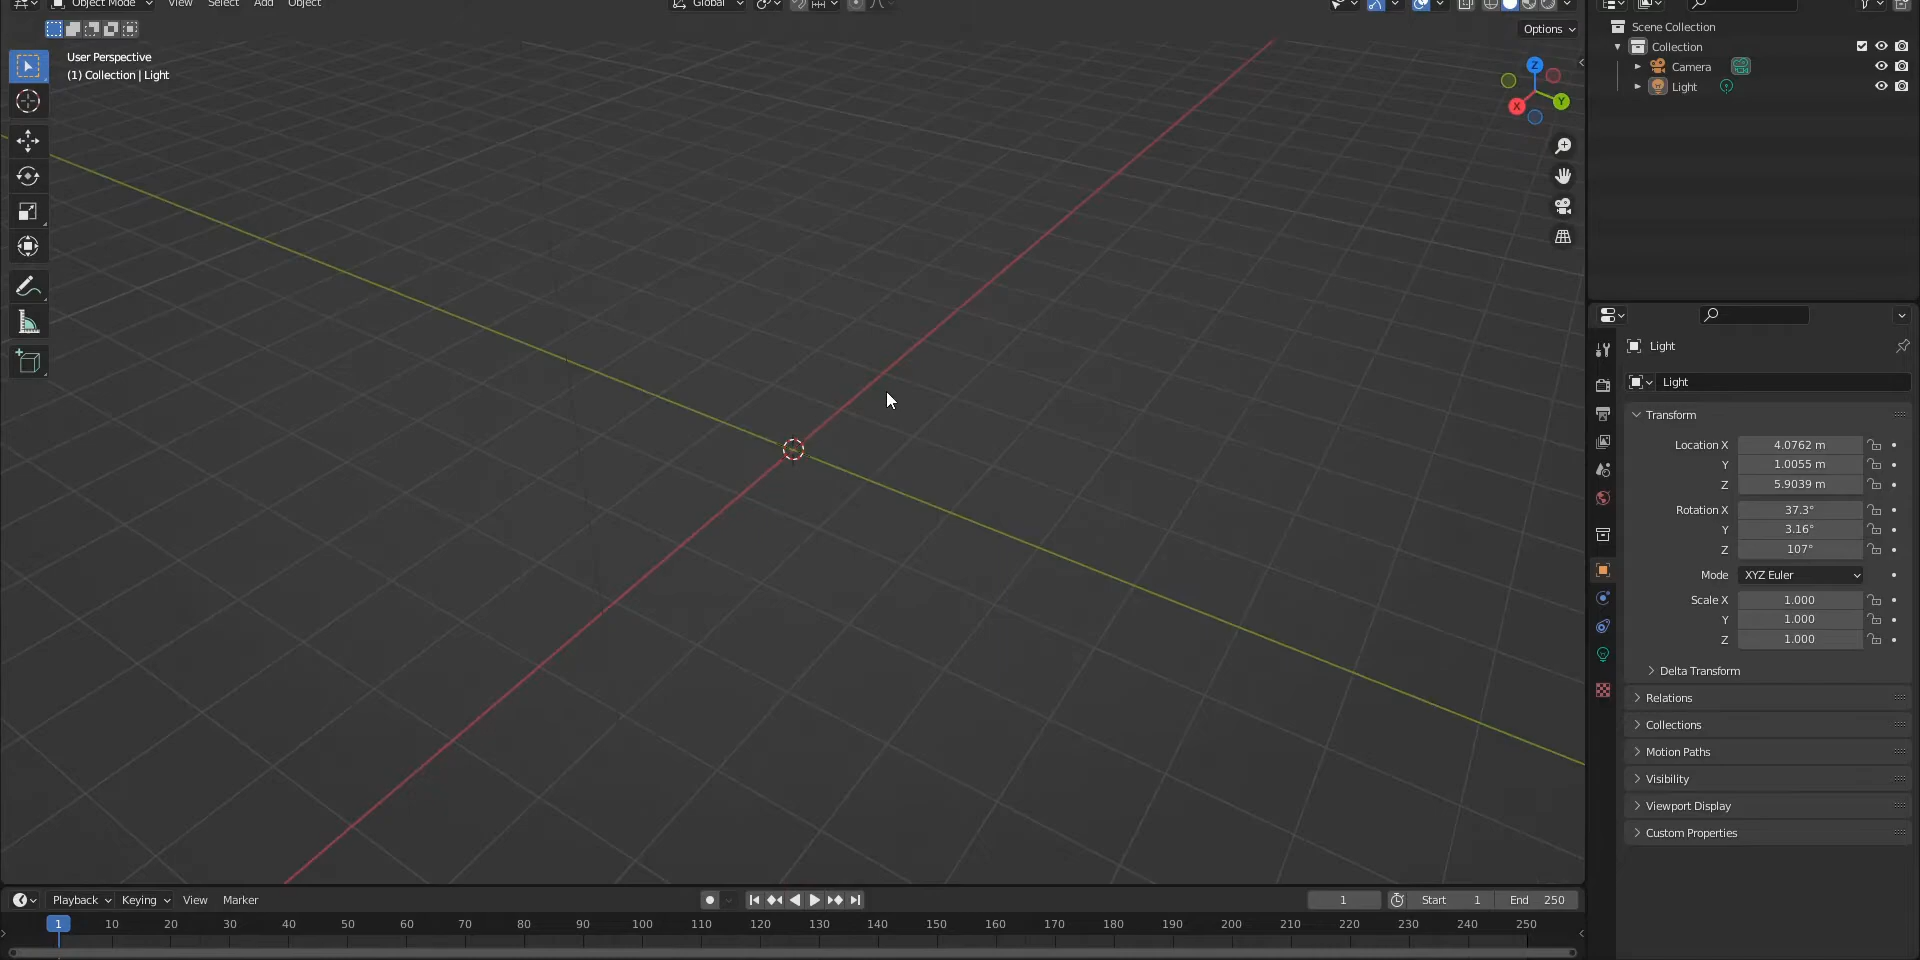 Object Mode View Select Add Object Global
Options
User Perspective
(1) Collection | Light
Z
Y
X
Scene Collection
Collection
Camera
Light
Light
Light
Transform
Location X 4.0762 m
Y 1.0055 m
Z 5.9039 m
Rotation X 37.3°
Y 3.16°
Z 107°
Mode XYZ Euler
Scale X 1.000
Y 1.000
Z 1.000
Delta Transform
Relations
Collections
Motion Paths
Visibility
Viewport Display
Custom Properties
Playback Keying View Marker 1 Start 1 End 250
1 10 20 30 40 50 60 70 80 90 100 110 120 130 140 150 160 170 180 190 200 210 220 230 240 250